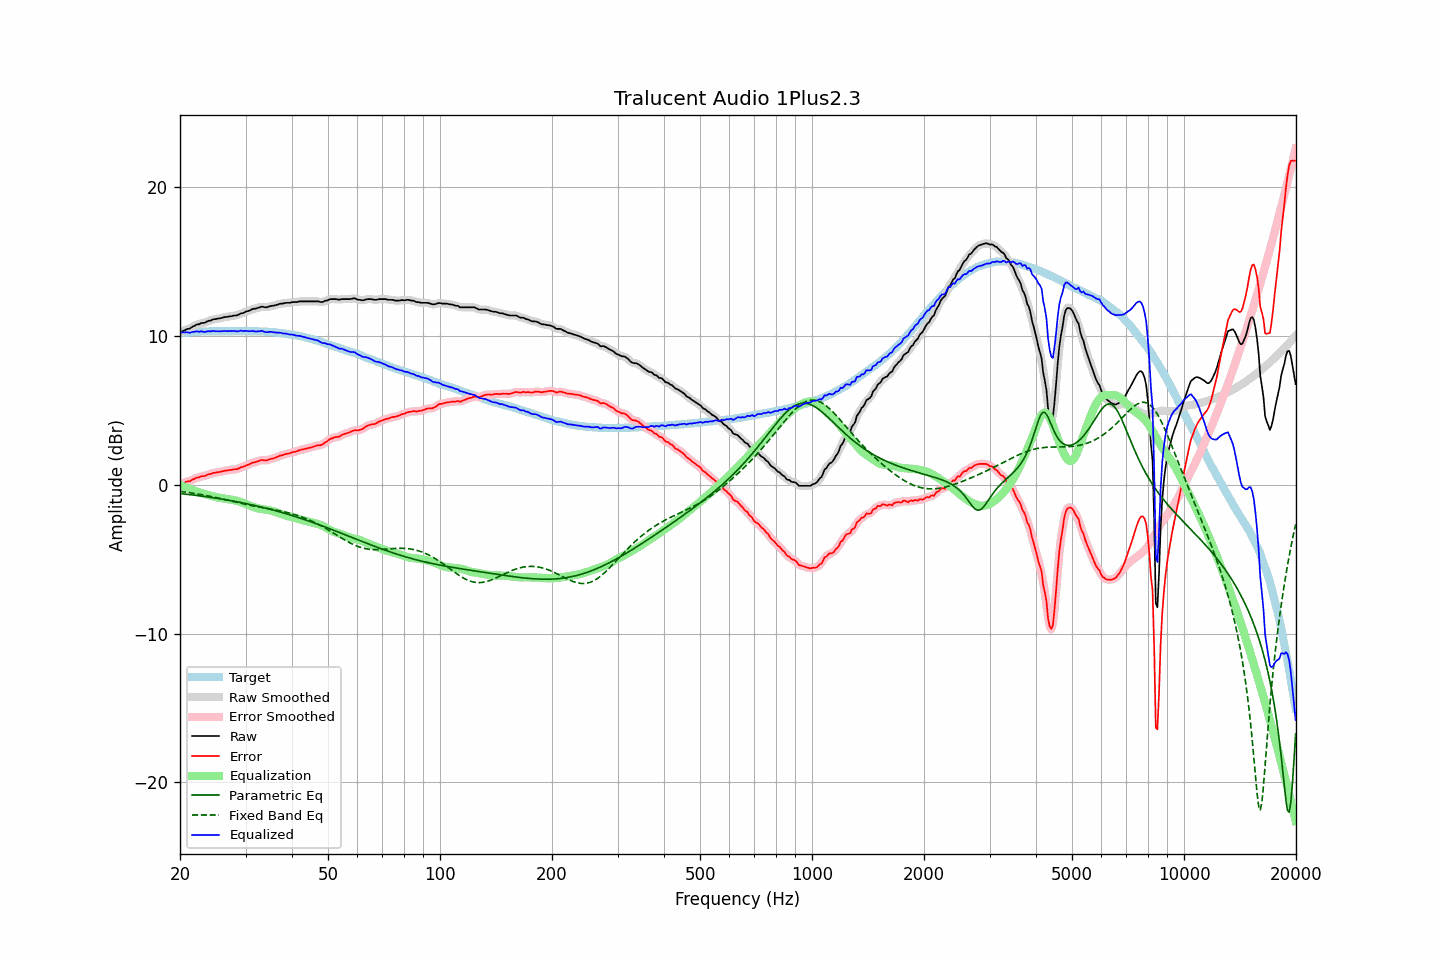 Tralucent Audio 1Plus2.3
Amplitude (dBr)
20
10
0
−10
−20
Target
Raw Smoothed
Error Smoothed
Raw
Error
Equalization
Parametric Eq
Fixed Band Eq
Equalized
20 50 100 200 500 1000 2000 5000 10000 20000
Frequency (Hz)